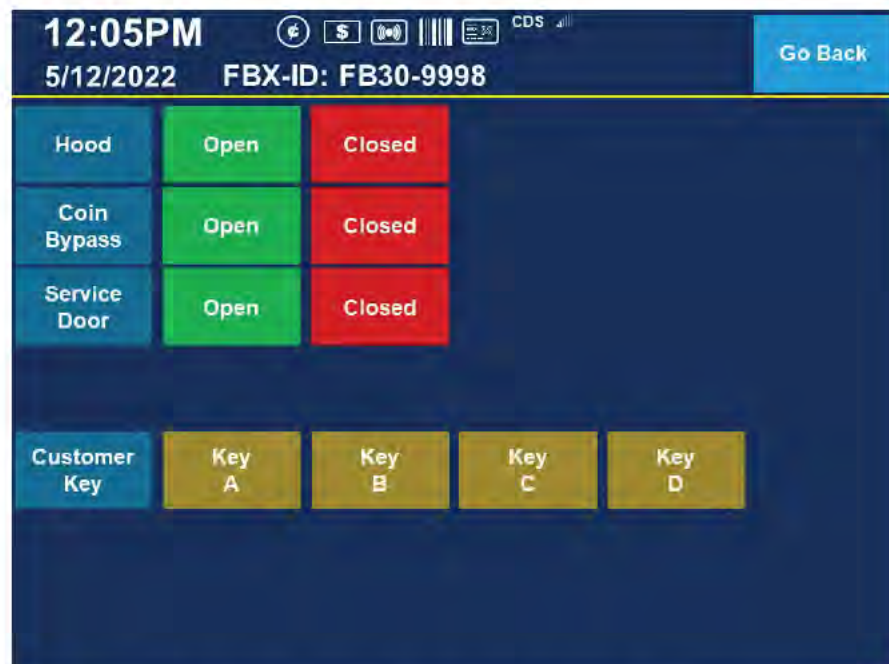 12:05PM ¢ $ CDS
5/12/2022 FBX-ID: FB30-9998
Go Back
Hood Open Closed
Coin
Bypass Open Closed
Service
Door Open Closed
Customer
Key
Key
A
Key
B
Key
C
Key
D